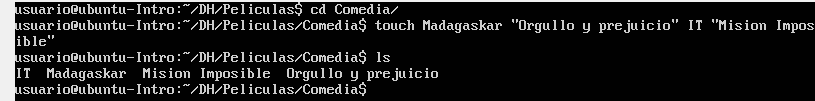 usuario@ubuntu-Intro:~/DH/Peliculas$ cd Comedia/
usuario@ubuntu-Intro:~/DH/Peliculas/Comedia$ touch Madagaskar "Orgullo y prejuicio" IT "Mision Impos
ible"
usuario@ubuntu-Intro:~/DH/Peliculas/Comedia$ ls
IT  Madagaskar  Mision Imposible  Orgullo y prejuicio
usuario@ubuntu-Intro:~/DH/Peliculas/Comedia$